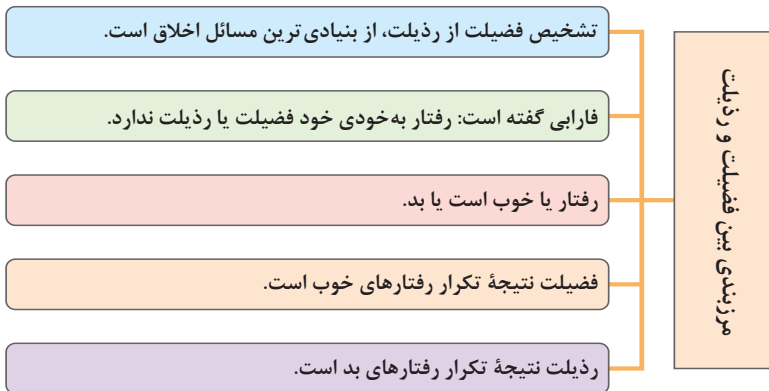 مرزبندی بین فضیلت و رذیلت
تشخیص فضیلت از رذیلت، از بنیادی‌ترین مسائل اخلاق است.
فارابی گفته است: رفتار به‌خودی خود فضیلت یا رذیلت ندارد.
رفتار یا خوب است یا بد.
فضیلت نتیجهٔ تکرار رفتارهای خوب است.
رذیلت نتیجهٔ تکرار رفتارهای بد است.